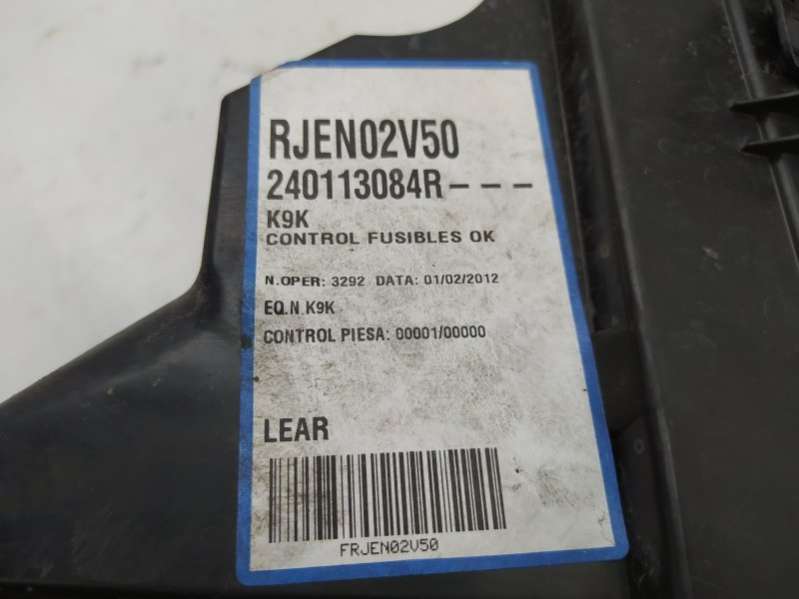 RJEN02V50
240113084R---
K9K
CONTROL FUSIBLES OK
N.OPER: 3292 DATA: 01/02/2012
EQ.N.K9K
CONTROL PIESA: 00001/00000
LEAR
FRJEN02V50